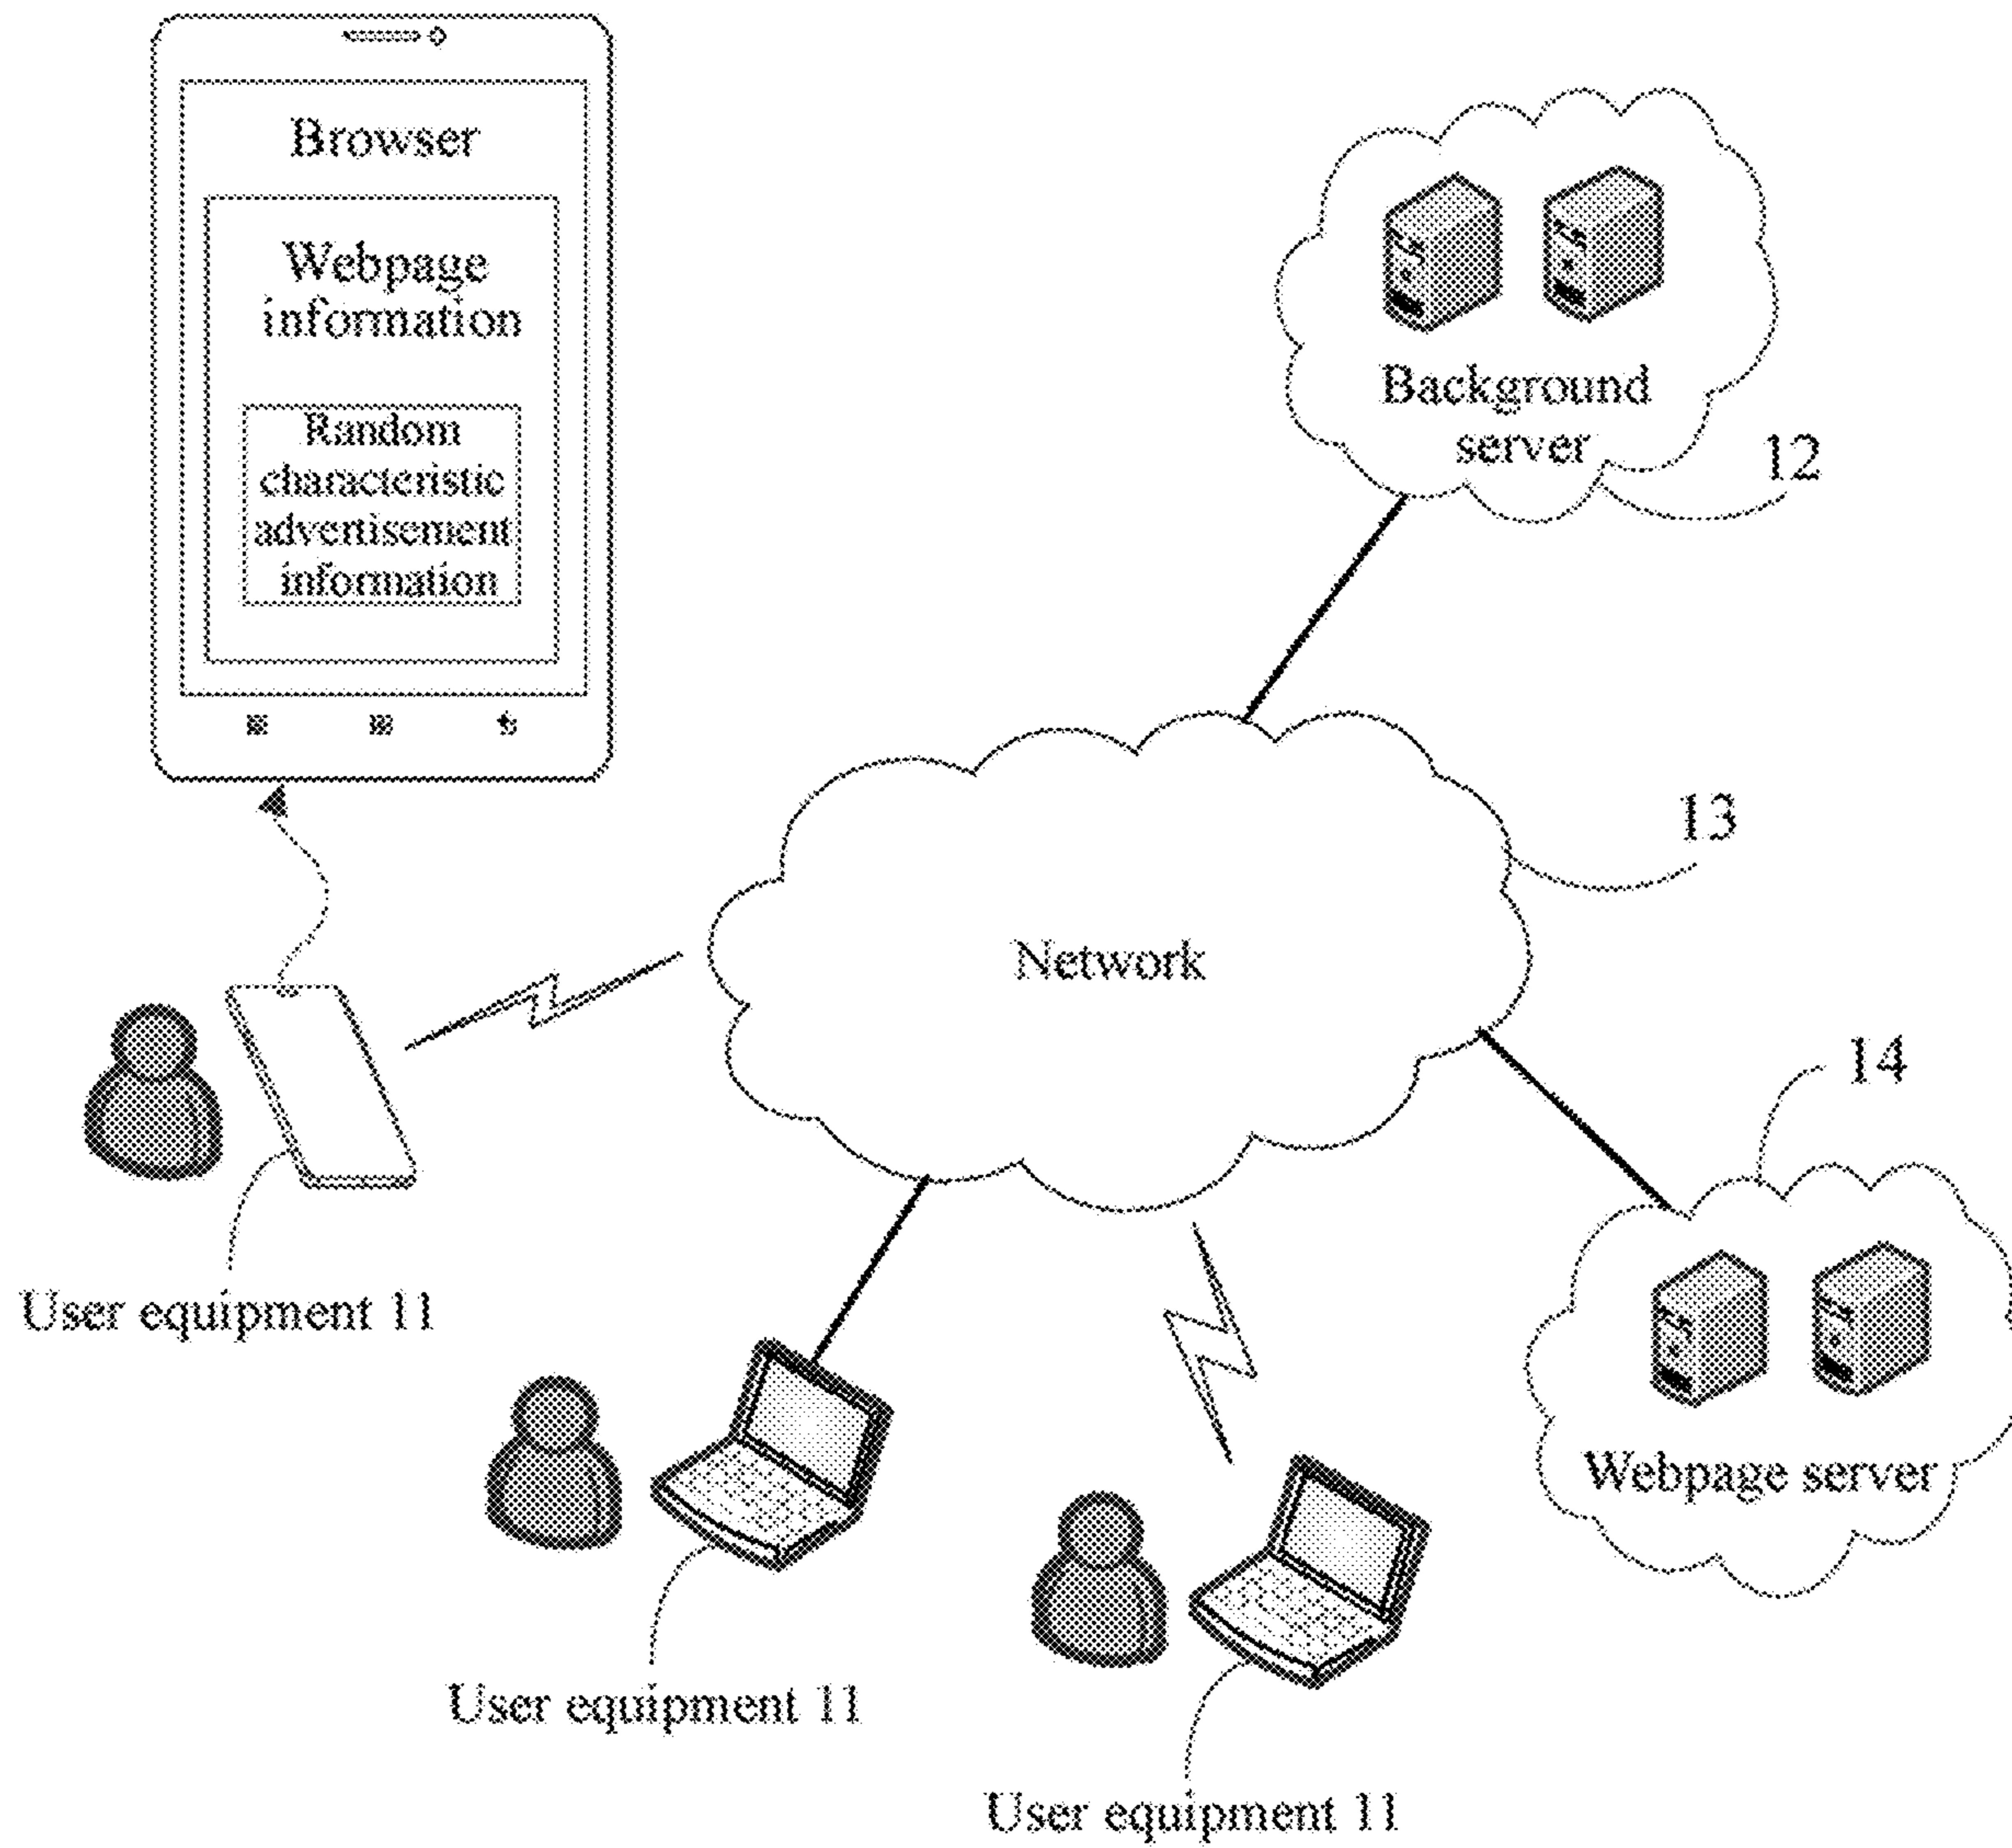 Browser
Webpage
information
Random
characteristic
advertisement
information
Background
server
12
13
Network
14
User equipment 11
Webpage server
User equipment 11
User equipment 11